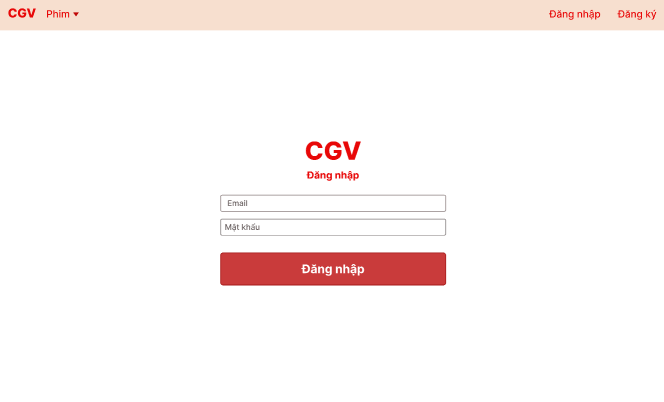 CGV Phim Đăng nhập Đăng ký
CGV
Đăng nhập
Email
Mật khẩu
Đăng nhập